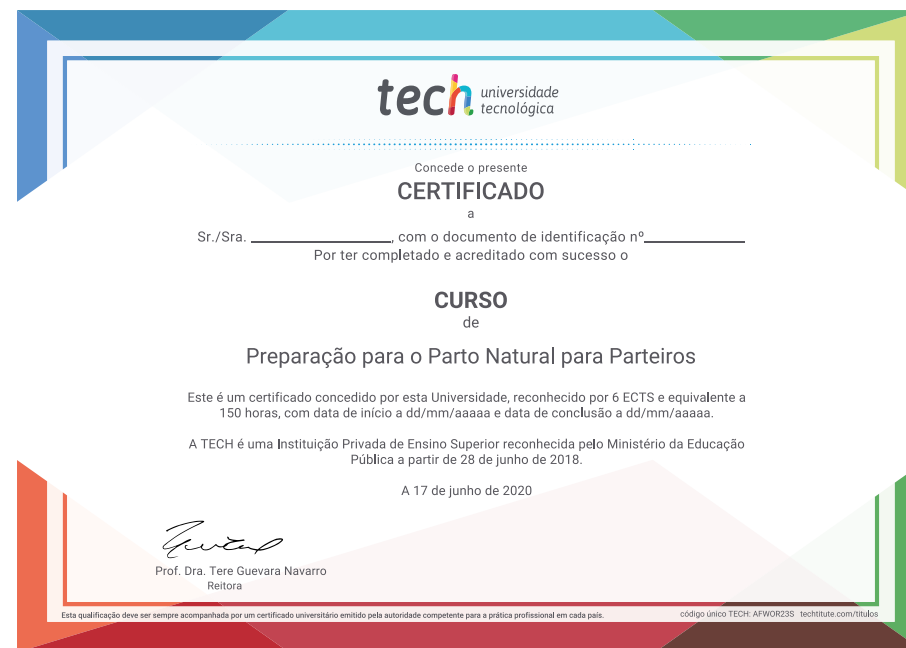 tech universidade
tecnológica
Concede o presente
CERTIFICADO
a
Sr./Sra. ____________________, com o documento de identificação nº______________
Por ter completado e acreditado com sucesso o
CURSO
de
Preparação para o Parto Natural para Parteiros
Este é um certificado concedido por esta Universidade, reconhecido por 6 ECTS e equivalente a
150 horas, com data de início a dd/mm/aaaaa e data de conclusão a dd/mm/aaaaa.
A TECH é uma Instituição Privada de Ensino Superior reconhecida pelo Ministério da Educação
Pública a partir de 28 de junho de 2018.
A 17 de junho de 2020
Prof. Dra. Tere Guevara Navarro
Reitora
Esta qualificação deve ser sempre acompanhada por um certificado universitário emitido pela autoridade competente para a prática profissional em cada país.
código único TECH: AFWOR23S techtitute.com/titulos